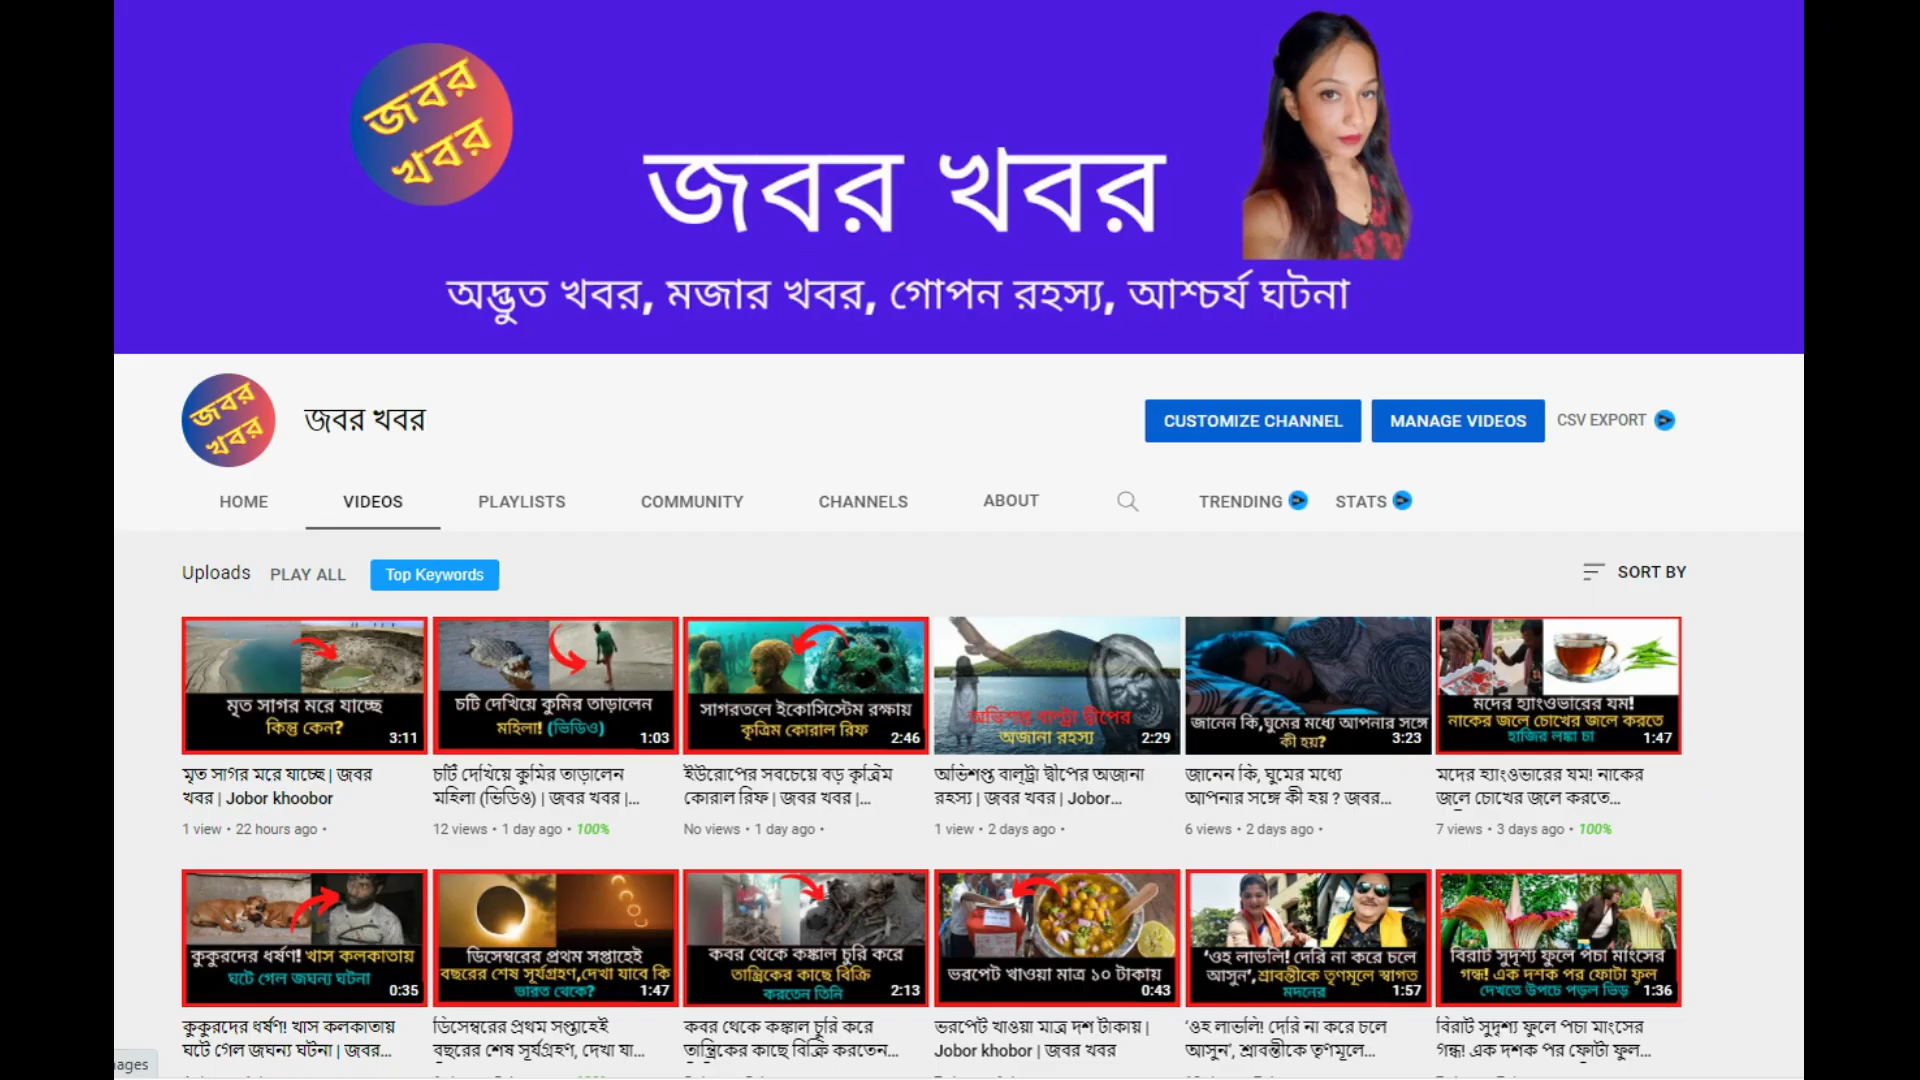 জবর
খবর
জবর খবর
অদ্ভুত খবর, মজার খবর, গোপন রহস্য, আশ্চর্য ঘটনা
জবর
খবর
জবর খবর
CUSTOMIZE CHANNEL
MANAGE VIDEOS
CSV EXPORT
HOME
VIDEOS
PLAYLISTS
COMMUNITY
CHANNELS
ABOUT
TRENDING
STATS
Uploads
PLAY ALL
Top Keywords
SORT BY
মৃত সাগর মরে যাচ্ছে
কিন্তু কেন?
3:11
চটি দেখিয়ে কুমির তাড়ালেন
মহিলা! (ভিডিও)
1:03
সাগরতলে ইকোসিস্টেম রক্ষায়
কৃত্রিম কোরাল রিফ
2:46
অভিশপ্ত বাল্ট্রা দ্বীপের
অজানা রহস্য
2:29
জানেন কি,ঘুমের মধ্যে আপনার সঙ্গে
কী হয়?
3:23
মদের হ্যাংওভারের যম!
নাকের জলে চোখের জলে করতে
হাজির লঙ্কা চা
1:47
মৃত সাগর মরে যাচ্ছে | জবর
খবর | Jobor khoobor
1 view • 22 hours ago •
চটি দেখিয়ে কুমির তাড়ালেন
মহিলা (ভিডিও) | জবর খবর |...
12 views • 1 day ago • 100%
ইউরোপের সবচেয়ে বড় কৃত্রিম
কোরাল রিফ | জবর খবর |...
No views • 1 day ago •
অভিশপ্ত বাল্ট্রা দ্বীপের অজানা
রহস্য | জবর খবর | Jobor...
1 view • 2 days ago •
জানেন কি, ঘুমের মধ্যে
আপনার সঙ্গে কী হয় ? জবর...
6 views • 2 days ago •
মদের হ্যাংওভারের যম! নাকের
জলে চোখের জলে করতে...
7 views • 3 days ago • 100%
কুকুরদের ধর্ষণ! খাস কলকাতায়
ঘটে গেল জঘন্য ঘটনা
0:35
ডিসেম্বরের প্রথম সপ্তাহেই
বছরের শেষ সূর্যগ্রহণ,দেখা যাবে কি
ভারত থেকে?
1:47
কবর থেকে কঙ্কাল চুরি করে
তান্ত্রিকের কাছে বিক্রি
করতেন তিনি
2:13
ভরপেট খাওয়া মাত্র ১০ টাকায়
0:43
'ওহ লাভলি! দেরি না করে চলে
আসুন',শ্রাবন্তীকে তৃণমূলে স্বাগত
মদনের
1:57
বিরাট সুদৃশ্য ফুলে পচা মাংসের
গন্ধ! এক দশক পর ফোটা ফুল
দেখতে উপচে পড়ল ভিড়
1:36
কুকুরদের ধর্ষণ! খাস কলকাতায়
ঘটে গেল জঘন্য ঘটনা | জবর...
ডিসেম্বরের প্রথম সপ্তাহেই
বছরের শেষ সূর্যগ্রহণ, দেখা যা...
কবর থেকে কঙ্কাল চুরি করে
তান্ত্রিকের কাছে বিক্রি করতেন...
ভরপেট খাওয়া মাত্র দশ টাকায় |
Jobor khobor | জবর খবর
'ওহ লাভলি! দেরি না করে চলে
আসুন', শ্রাবন্তীকে তৃণমূলে...
বিরাট সুদৃশ্য ফুলে পচা মাংসের
গন্ধ! এক দশক পর ফোটা ফুল...